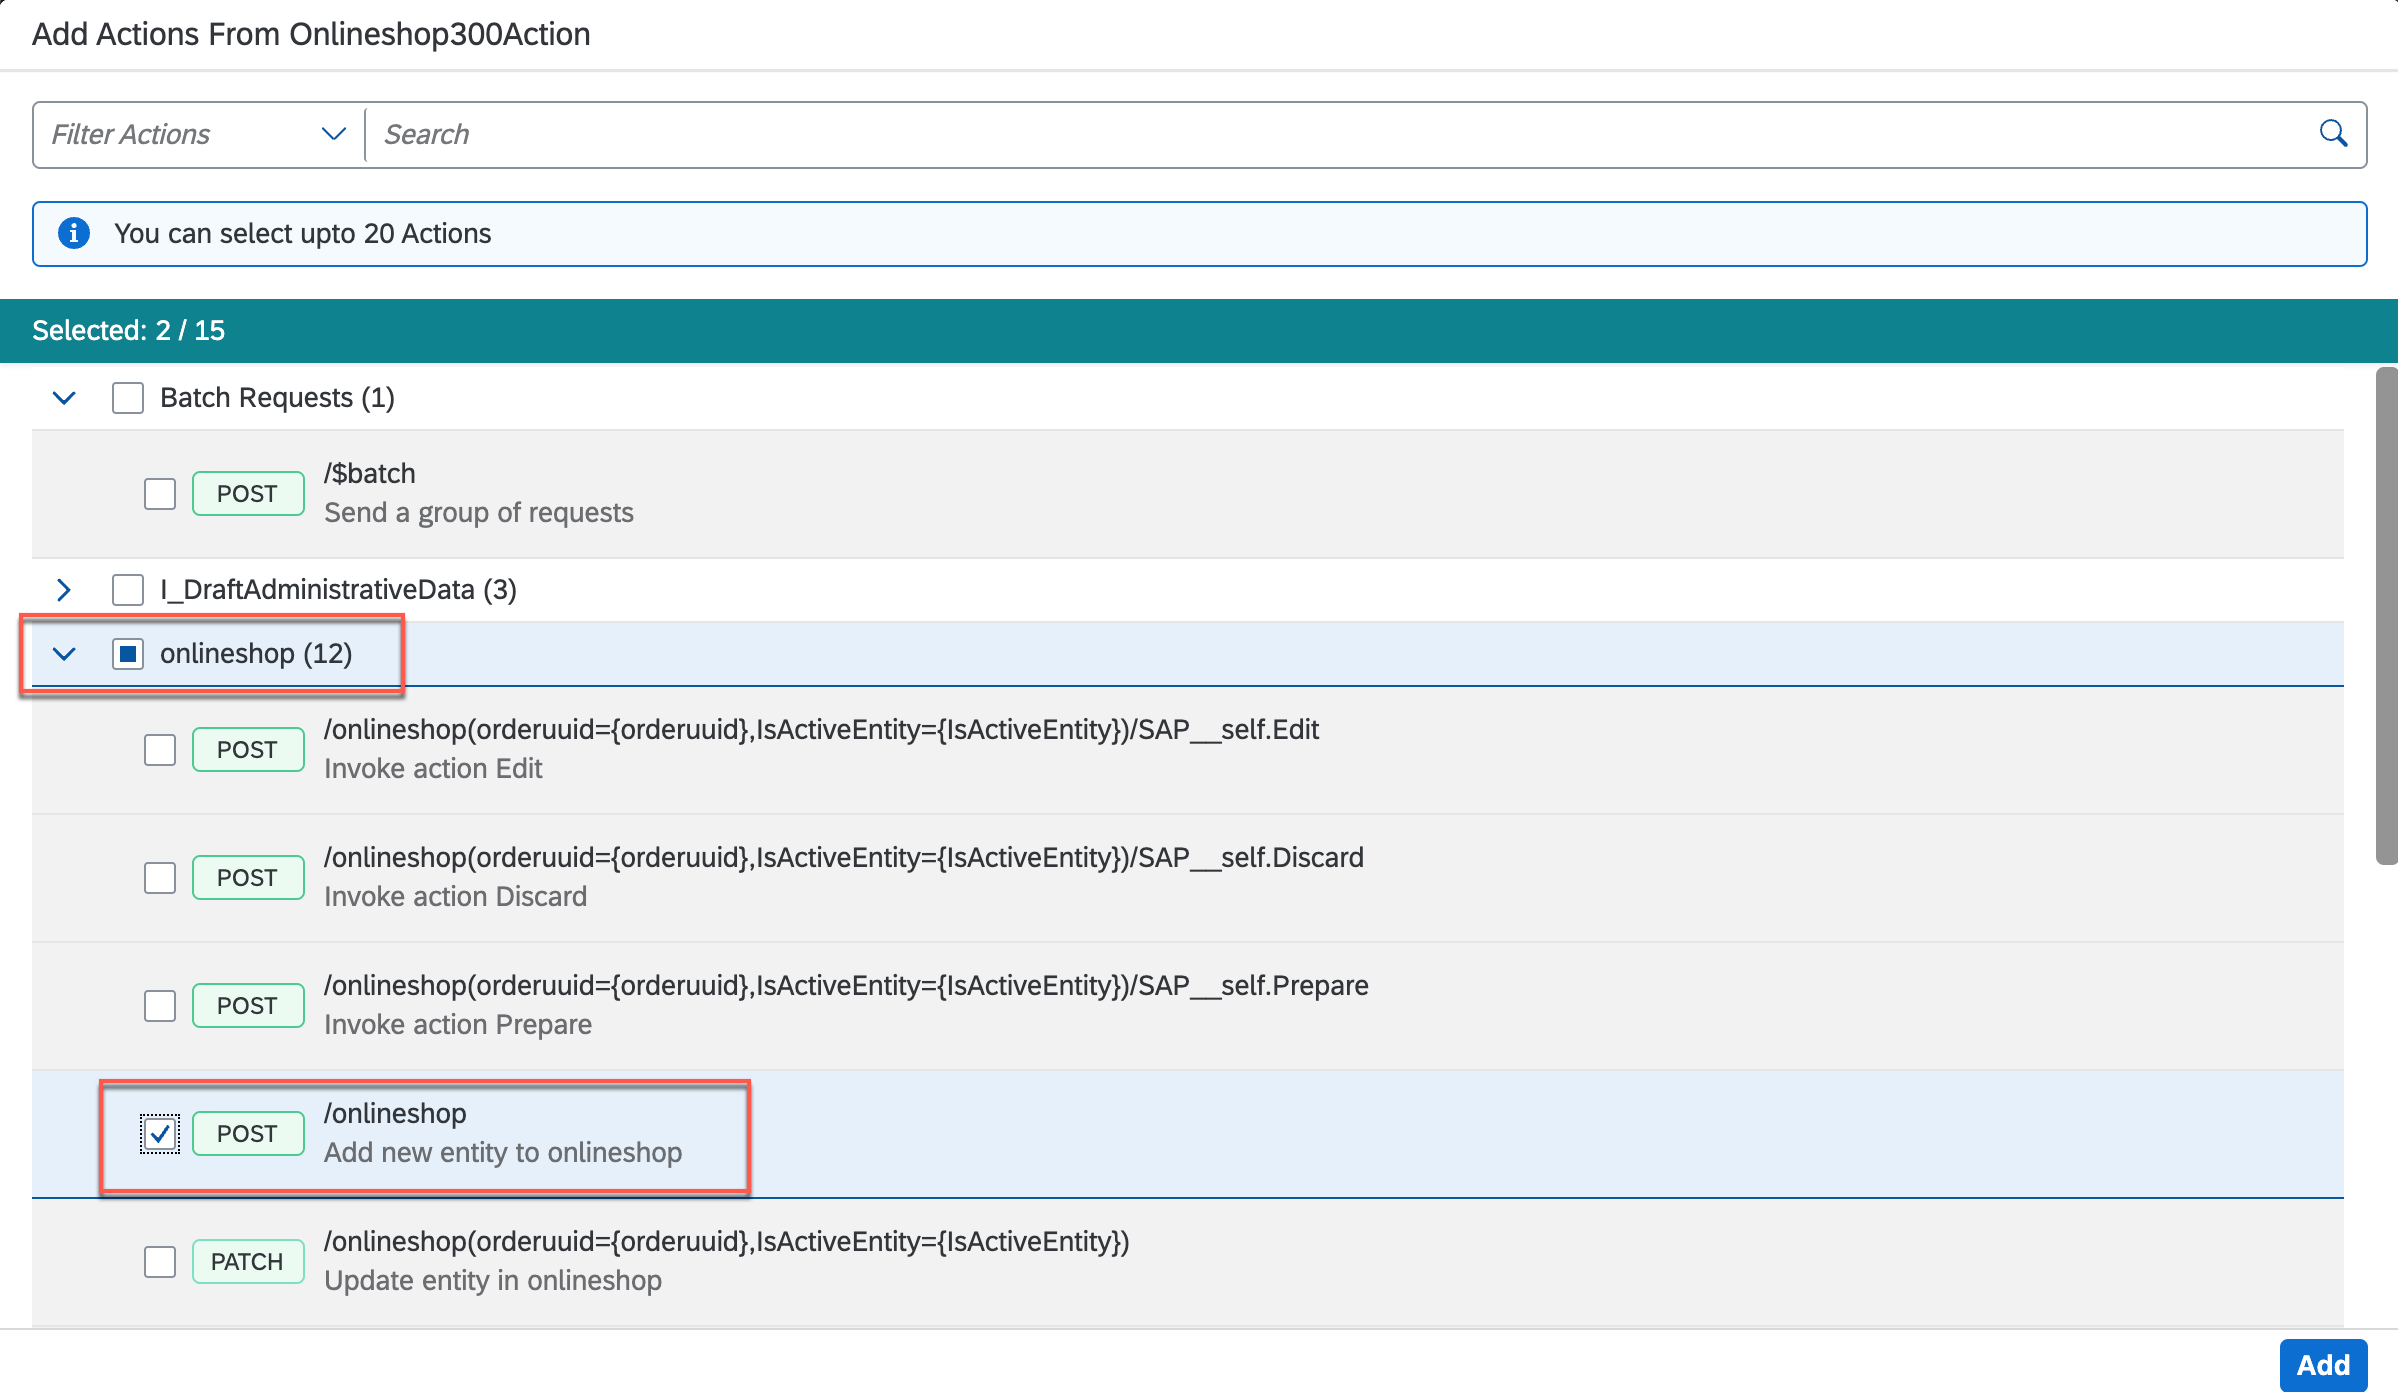 Add Actions From Onlineshop300Action
Filter Actions Search
You can select upto 20 Actions
Selected: 2 / 15
Batch Requests (1)
POST
/$batch
Send a group of requests
I_DraftAdministrativeData (3)
onlineshop (12)
POST
/onlineshop(orderuuid={orderuuid},IsActiveEntity={IsActiveEntity})/SAP__self.Edit
Invoke action Edit
POST
/onlineshop(orderuuid={orderuuid},IsActiveEntity={IsActiveEntity})/SAP__self.Discard
Invoke action Discard
POST
/onlineshop(orderuuid={orderuuid},IsActiveEntity={IsActiveEntity})/SAP__self.Prepare
Invoke action Prepare
POST
/onlineshop
Add new entity to onlineshop
PATCH
/onlineshop(orderuuid={orderuuid},IsActiveEntity={IsActiveEntity})
Update entity in onlineshop
Add